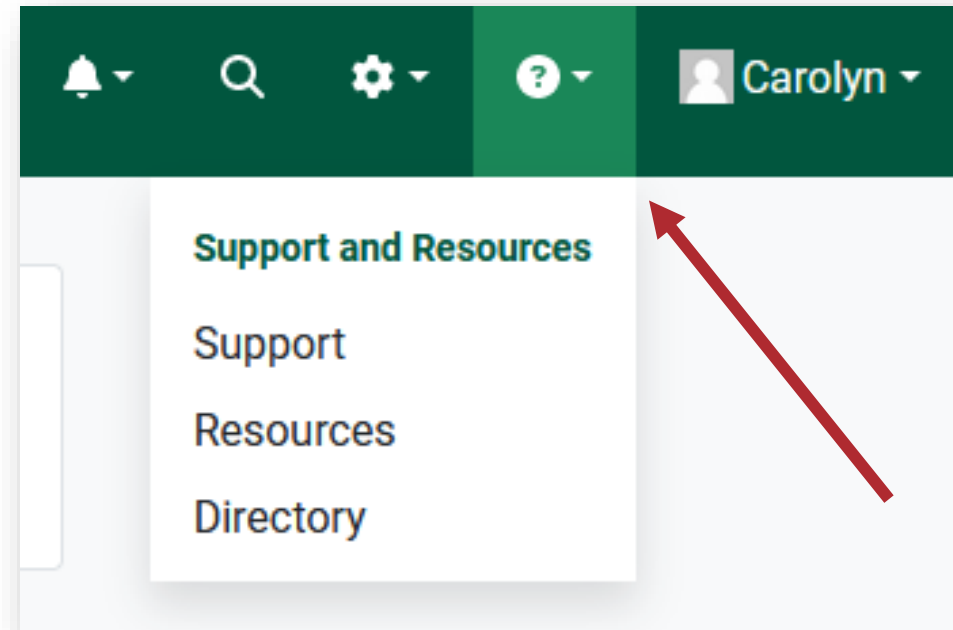 Carolyn
Support and Resources
Support
Resources
Directory